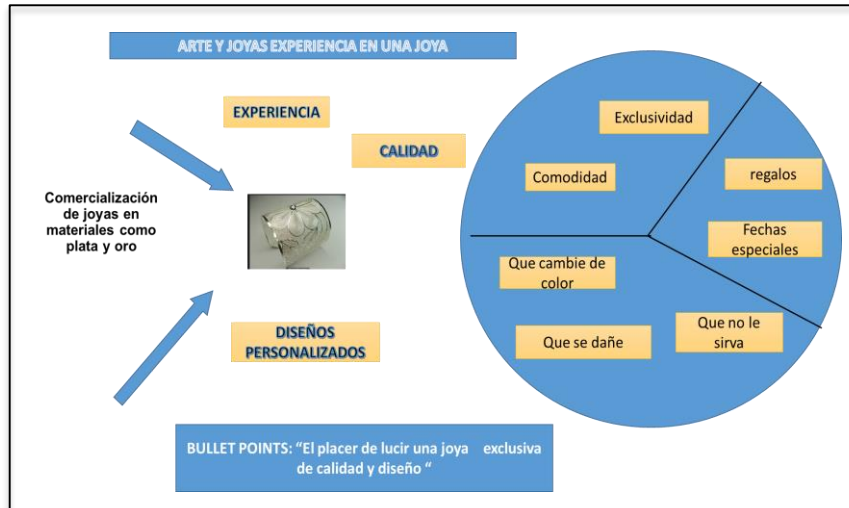 ARTE Y JOYAS EXPERIENCIA EN UNA JOYA
EXPERIENCIA
CALIDAD
Comercialización
de joyas en
materiales como
plata y oro
DISEÑOS
PERSONALIZADOS
Exclusividad
Comodidad
regalos
Fechas
especiales
Que cambie de
color
Que se dañe
Que no le
sirva
BULLET POINTS: “El placer de lucir una joya exclusiva
de calidad y diseño “